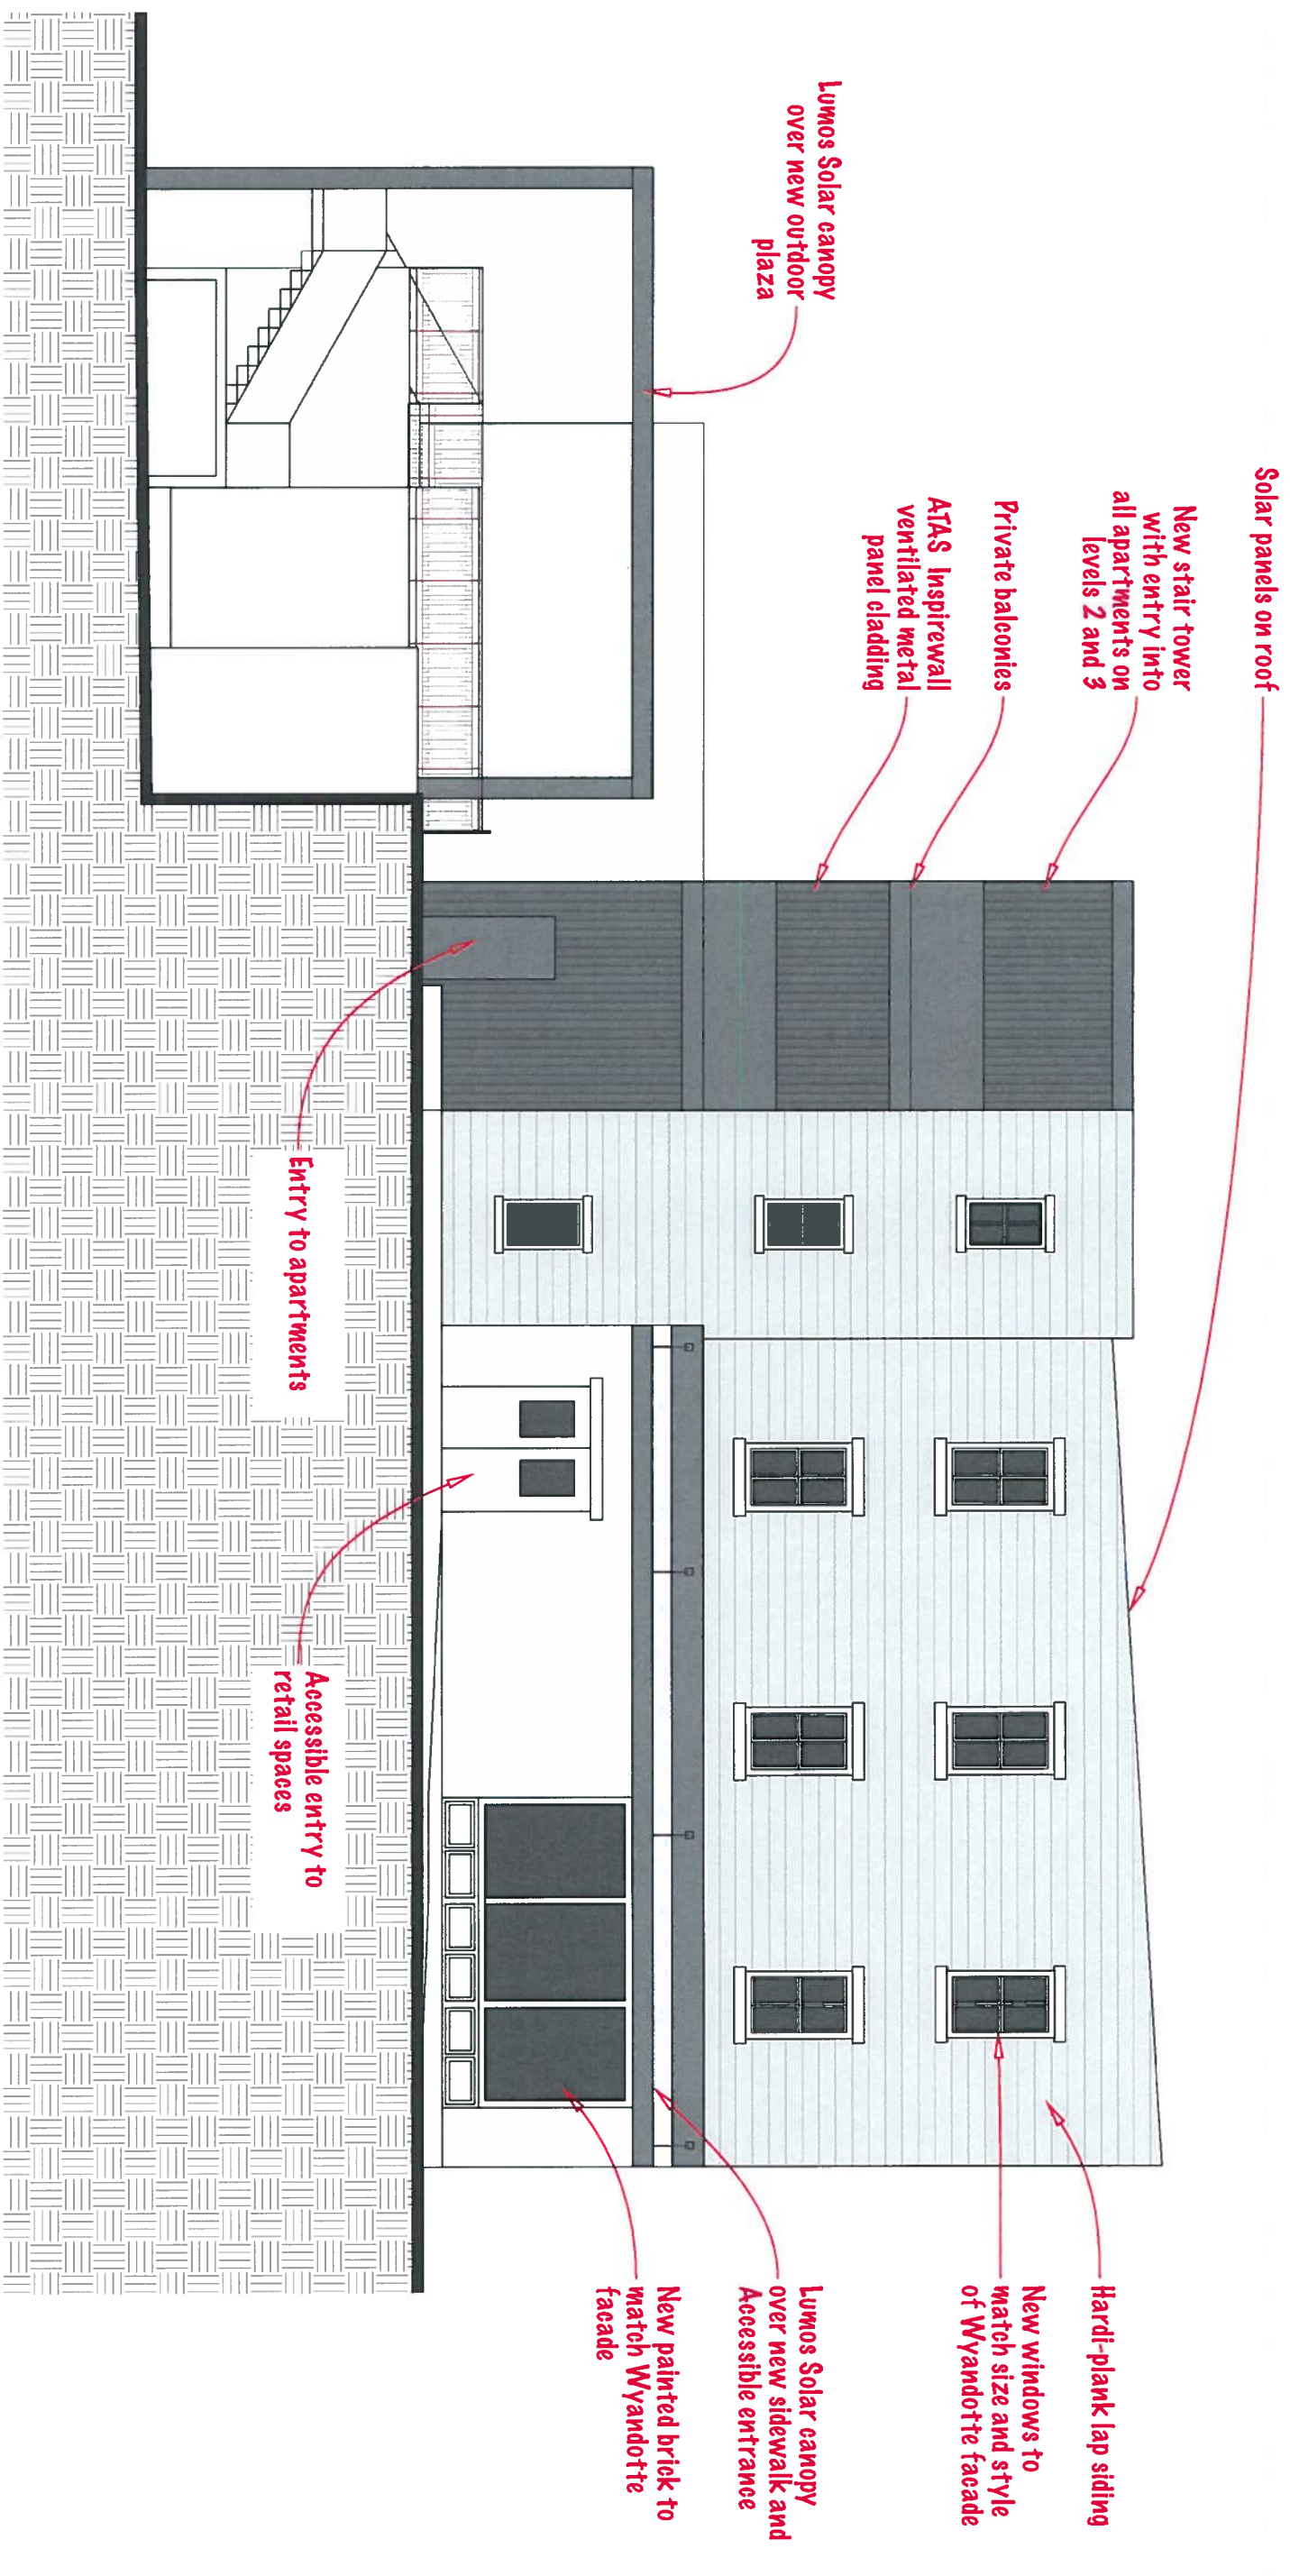 Solar panels on roof
New stair tower
with entry into
all apartments on
levels 2 and 3
Private balconies
ATAS Inspirewall
ventilated metal
panel cladding
Lumos Solar canopy
over new outdoor
plaza
Hardi-plank lap siding
New windows to
match size and style
of Wyandotte facade
Lumos Solar canopy
over new sidewalk and
Accessible entrance
New painted brick to
match Wyandotte
facade
Entry to apartments
Accessible entry to
retail spaces